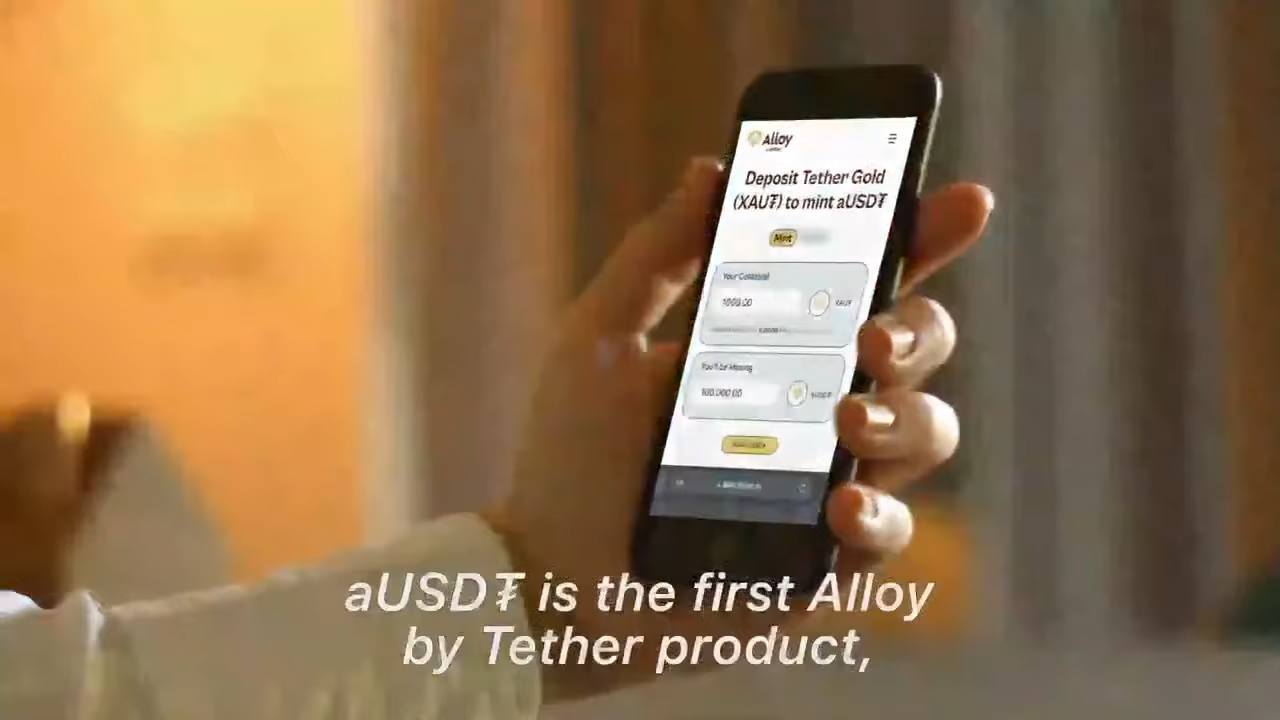 Alloy
Deposit Tether Gold
(XAU₮) to mint aUSD₮
Mint
Your Collateral
1000.00
XAU₮
You'll be Minting
100,000.00
aUSD₮ is the first Alloy
by Tether product,